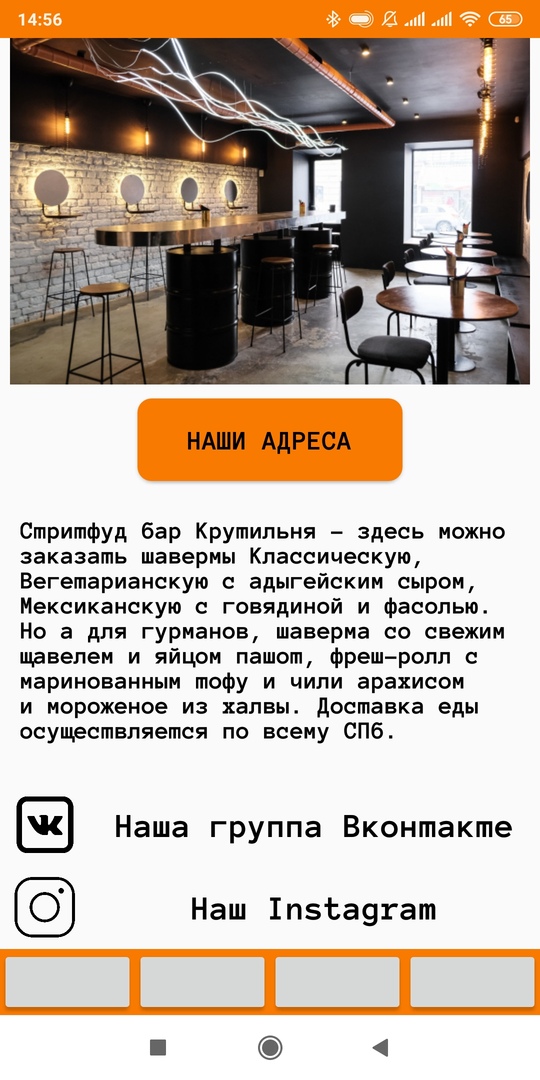 14:56
65
НАШИ АДРЕСА
Стритфуд бар Крутильня – здесь можно
заказать шавермы Классическую,
Вегетарианскую с адыгейским сыром,
Мексиканскую с говядиной и фасолью.
Но а для гурманов, шаверма со свежим
щавелем и яйцом пашот, фреш–ролл с
маринованным тофу и чили арахисом
и мороженое из халвы. Доставка еды
осуществляется по всему СПб.
Наша группа Вконтакте
Наш Instagram